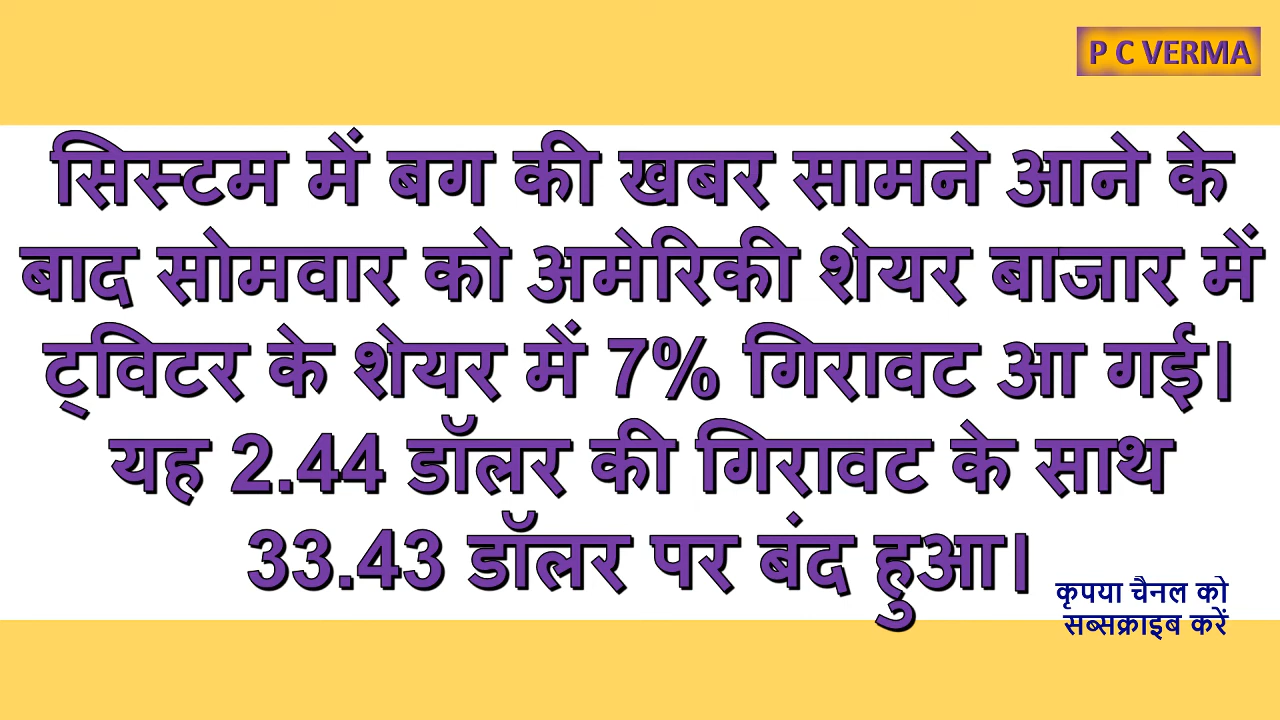 P C VERMA
सिस्टम में बग की खबर सामने आने के
बाद सोमवार को अमेरिकी शेयर बाजार में
ट्विटर के शेयर में 7% गिरावट आ गई।
यह 2.44 डॉलर की गिरावट के साथ
33.43 डॉलर पर बंद हुआ।
कृपया चैनल को
सब्सक्राइब करें